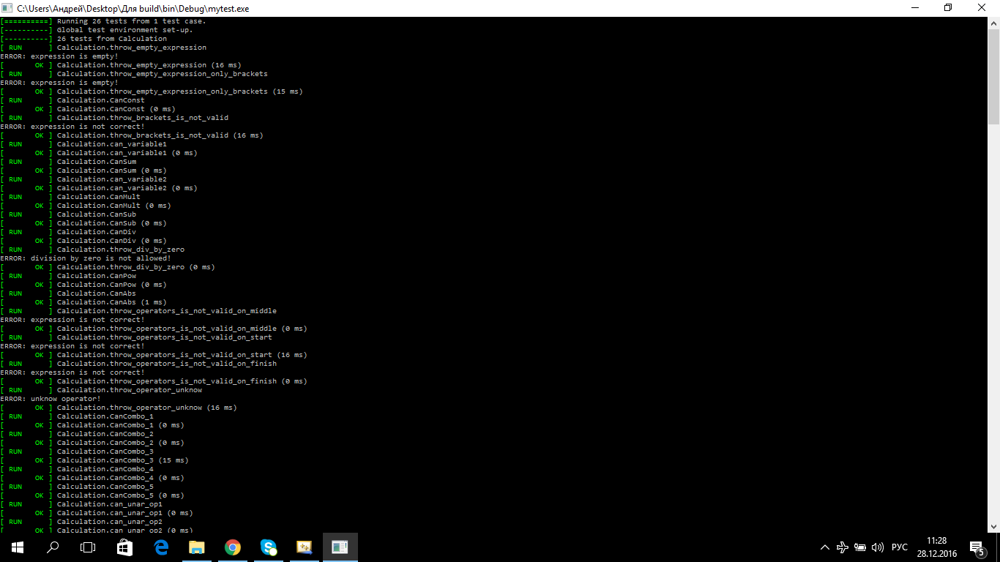 C:\Users\Андрей\Desktop\Для build\bin\Debug\mytest.exe
[==========] Running 26 tests from 1 test case.
[----------] Global test environment set-up.
[----------] 26 tests from Calculation
[ RUN      ] Calculation.throw_empty_expression
ERROR: expression is empty!
[       OK ] Calculation.throw_empty_expression (16 ms)
[ RUN      ] Calculation.throw_empty_expression_only_brackets
ERROR: expression is empty!
[       OK ] Calculation.throw_empty_expression_only_brackets (15 ms)
[ RUN      ] Calculation.CanConst
[       OK ] Calculation.CanConst (0 ms)
[ RUN      ] Calculation.throw_brackets_is_not_valid
ERROR: expression is not correct!
[       OK ] Calculation.throw_brackets_is_not_valid (16 ms)
[ RUN      ] Calculation.can_variable1
[       OK ] Calculation.can_variable1 (0 ms)
[ RUN      ] Calculation.CanSum
[       OK ] Calculation.CanSum (0 ms)
[ RUN      ] Calculation.can_variable2
[       OK ] Calculation.can_variable2 (0 ms)
[ RUN      ] Calculation.CanMult
[       OK ] Calculation.CanMult (0 ms)
[ RUN      ] Calculation.CanSub
[       OK ] Calculation.CanSub (0 ms)
[ RUN      ] Calculation.CanDiv
[       OK ] Calculation.CanDiv (0 ms)
[ RUN      ] Calculation.throw_div_by_zero
ERROR: division by zero is not allowed!
[       OK ] Calculation.throw_div_by_zero (0 ms)
[ RUN      ] Calculation.CanPow
[       OK ] Calculation.CanPow (0 ms)
[ RUN      ] Calculation.CanAbs
[       OK ] Calculation.CanAbs (1 ms)
[ RUN      ] Calculation.throw_operators_is_not_valid_on_middle
ERROR: expression is not correct!
[       OK ] Calculation.throw_operators_is_not_valid_on_middle (0 ms)
[ RUN      ] Calculation.throw_operators_is_not_valid_on_start
ERROR: expression is not correct!
[       OK ] Calculation.throw_operators_is_not_valid_on_start (16 ms)
[ RUN      ] Calculation.throw_operators_is_not_valid_on_finish
ERROR: expression is not correct!
[       OK ] Calculation.throw_operators_is_not_valid_on_finish (0 ms)
[ RUN      ] Calculation.throw_operator_unknow
ERROR: unknow operator!
[       OK ] Calculation.throw_operator_unknow (16 ms)
[ RUN      ] Calculation.CanCombo_1
[       OK ] Calculation.CanCombo_1 (0 ms)
[ RUN      ] Calculation.CanCombo_2
[       OK ] Calculation.CanCombo_2 (0 ms)
[ RUN      ] Calculation.CanCombo_3
[       OK ] Calculation.CanCombo_3 (15 ms)
[ RUN      ] Calculation.CanCombo_4
[       OK ] Calculation.CanCombo_4 (0 ms)
[ RUN      ] Calculation.CanCombo_5
[       OK ] Calculation.CanCombo_5 (0 ms)
[ RUN      ] Calculation.can_unar_op1
[       OK ] Calculation.can_unar_op1 (0 ms)
[ RUN      ] Calculation.can_unar_op2
[       OK ] Calculation.can_unar_op2 (0 ms)
РУС
11:28
28.12.2016
5